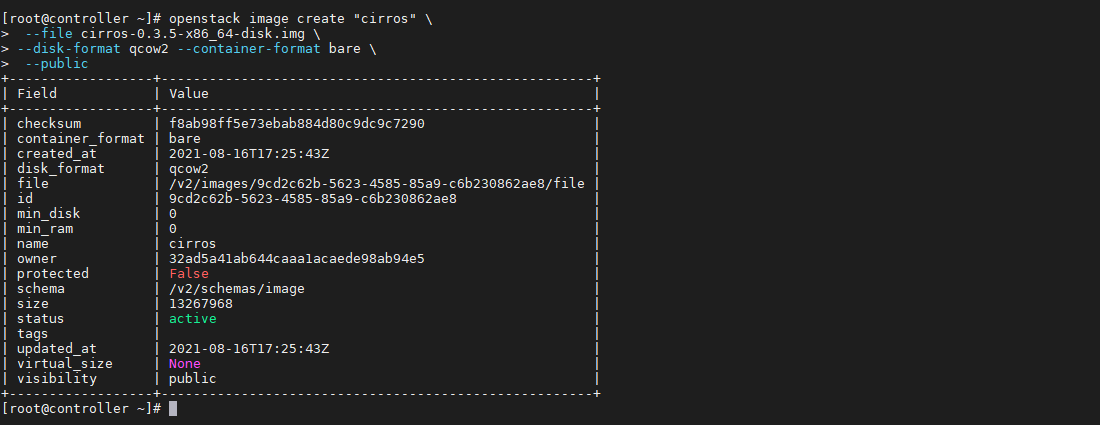 [root@controller ~]# openstack image create "cirros" \
>  --file cirros-0.3.5-x86_64-disk.img \
> --disk-format qcow2 --container-format bare \
>  --public
+------------------+------------------------------------------------------+
| Field            | Value                                                |
+------------------+------------------------------------------------------+
| checksum         | f8ab98ff5e73ebab884d80c9dc9c7290                     |
| container_format | bare                                                 |
| created_at       | 2021-08-16T17:25:43Z                                 |
| disk_format      | qcow2                                                |
| file             | /v2/images/9cd2c62b-5623-4585-85a9-c6b230862ae8/file |
| id               | 9cd2c62b-5623-4585-85a9-c6b230862ae8                 |
| min_disk         | 0                                                    |
| min_ram          | 0                                                    |
| name             | cirros                                               |
| owner            | 32ad5a41ab644caaa1acaede98ab94e5                     |
| protected        | False                                                |
| schema           | /v2/schemas/image                                    |
| size             | 13267968                                             |
| status           | active                                               |
| tags             |                                                      |
| updated_at       | 2021-08-16T17:25:43Z                                 |
| virtual_size     | None                                                 |
| visibility       | public                                               |
+------------------+------------------------------------------------------+
[root@controller ~]#